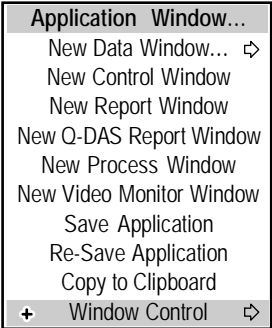 Application Window...
New Data Window...
New Control Window
New Report Window
New Q-DAS Report Window
New Process Window
New Video Monitor Window
Save Application
Re-Save Application
Copy to Clipboard
Window Control